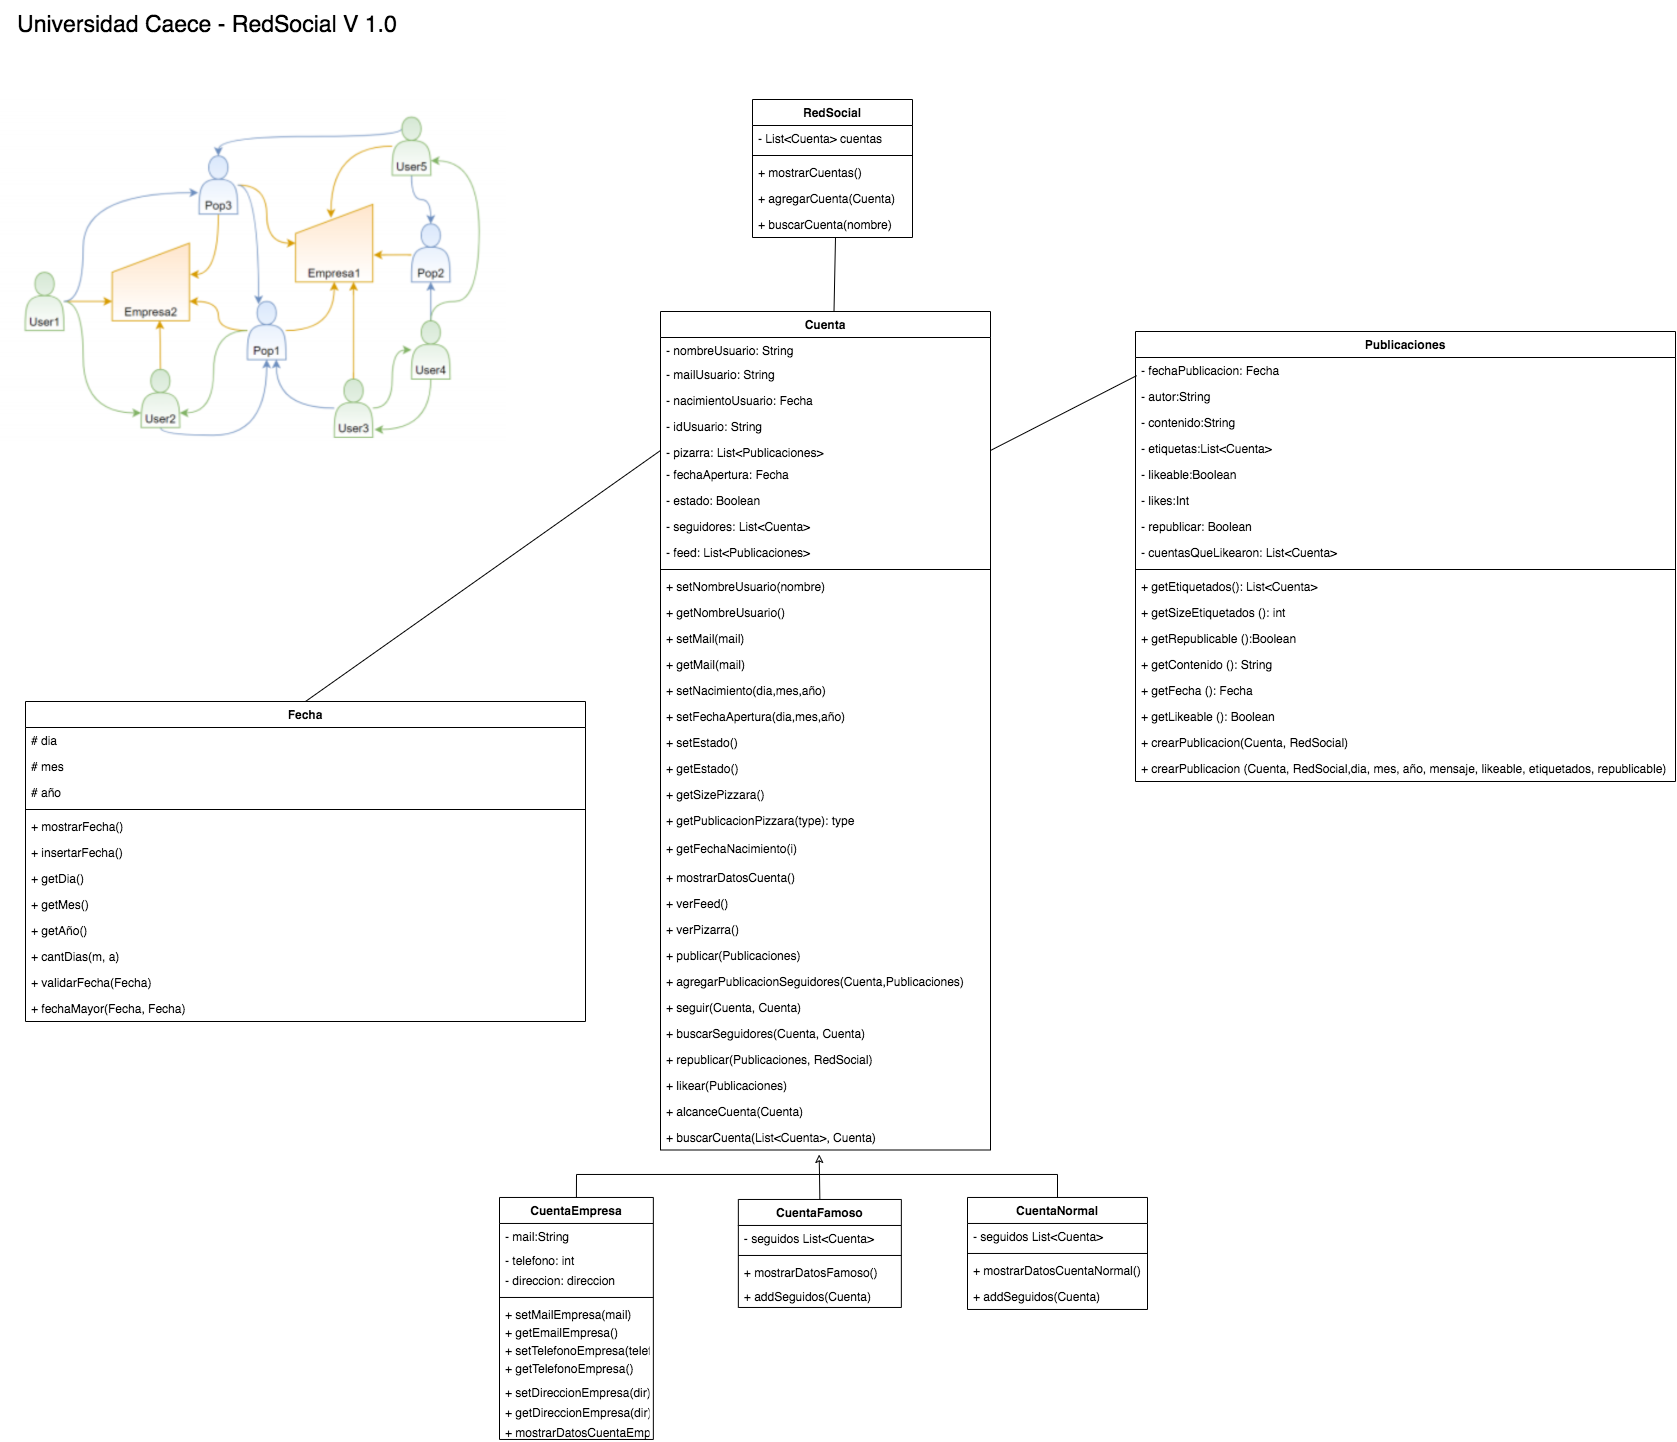 Universidad Caece - RedSocial V 1.0
User5
Pop3
Pop2
Empresa1
Empresa2
User1
Pop1
User4
User2
User3
RedSocial
- List<Cuenta> cuentas
+ mostrarCuentas()
+ agregarCuenta(Cuenta)
+ buscarCuenta(nombre)
Cuenta
- nombreUsuario: String
- mailUsuario: String
- nacimientoUsuario: Fecha
- idUsuario: String
- pizarra: List<Publicaciones>
- fechaApertura: Fecha
- estado: Boolean
- seguidores: List<Cuenta>
- feed: List<Publicaciones>
+ setNombreUsuario(nombre)
+ getNombreUsuario()
+ setMail(mail)
+ getMail(mail)
+ setNacimiento(dia,mes,año)
+ setFechaApertura(dia,mes,año)
+ setEstado()
+ getEstado()
+ getSizePizzara()
+ getPublicacionPizzara(type): type
+ getFechaNacimiento(i)
+ mostrarDatosCuenta()
+ verFeed()
+ verPizarra()
+ publicar(Publicaciones)
+ agregarPublicacionSeguidores(Cuenta,Publicaciones)
+ seguir(Cuenta, Cuenta)
+ buscarSeguidores(Cuenta, Cuenta)
+ republicar(Publicaciones, RedSocial)
+ likear(Publicaciones)
+ alcanceCuenta(Cuenta)
+ buscarCuenta(List<Cuenta>, Cuenta)
Publicaciones
- fechaPublicacion: Fecha
- autor:String
- contenido:String
- etiquetas:List<Cuenta>
- likeable:Boolean
- likes:Int
- republicar: Boolean
- cuentasQueLikearon: List<Cuenta>
+ getEtiquetados(): List<Cuenta>
+ getSizeEtiquetados (): int
+ getRepublicable ():Boolean
+ getContenido (): String
+ getFecha (): Fecha
+ getLikeable (): Boolean
+ crearPublicacion(Cuenta, RedSocial)
+ crearPublicacion (Cuenta, RedSocial,dia, mes, año, mensaje, likeable, etiquetados, republicable)
Fecha
# dia
# mes
# año
+ mostrarFecha()
+ insertarFecha()
+ getDia()
+ getMes()
+ getAño()
+ cantDias(m, a)
+ validarFecha(Fecha)
+ fechaMayor(Fecha, Fecha)
CuentaEmpresa
- mail:String
- telefono: int
- direccion: direccion
+ setMailEmpresa(mail)
+ getEmailEmpresa()
+ setTelefonoEmpresa(telef
+ getTelefonoEmpresa()
+ setDireccionEmpresa(dir)
+ getDireccionEmpresa(dir)
+ mostrarDatosCuentaEmp
CuentaFamoso
- seguidos List<Cuenta>
+ mostrarDatosFamoso()
+ addSeguidos(Cuenta)
CuentaNormal
- seguidos List<Cuenta>
+ mostrarDatosCuentaNormal()
+ addSeguidos(Cuenta)